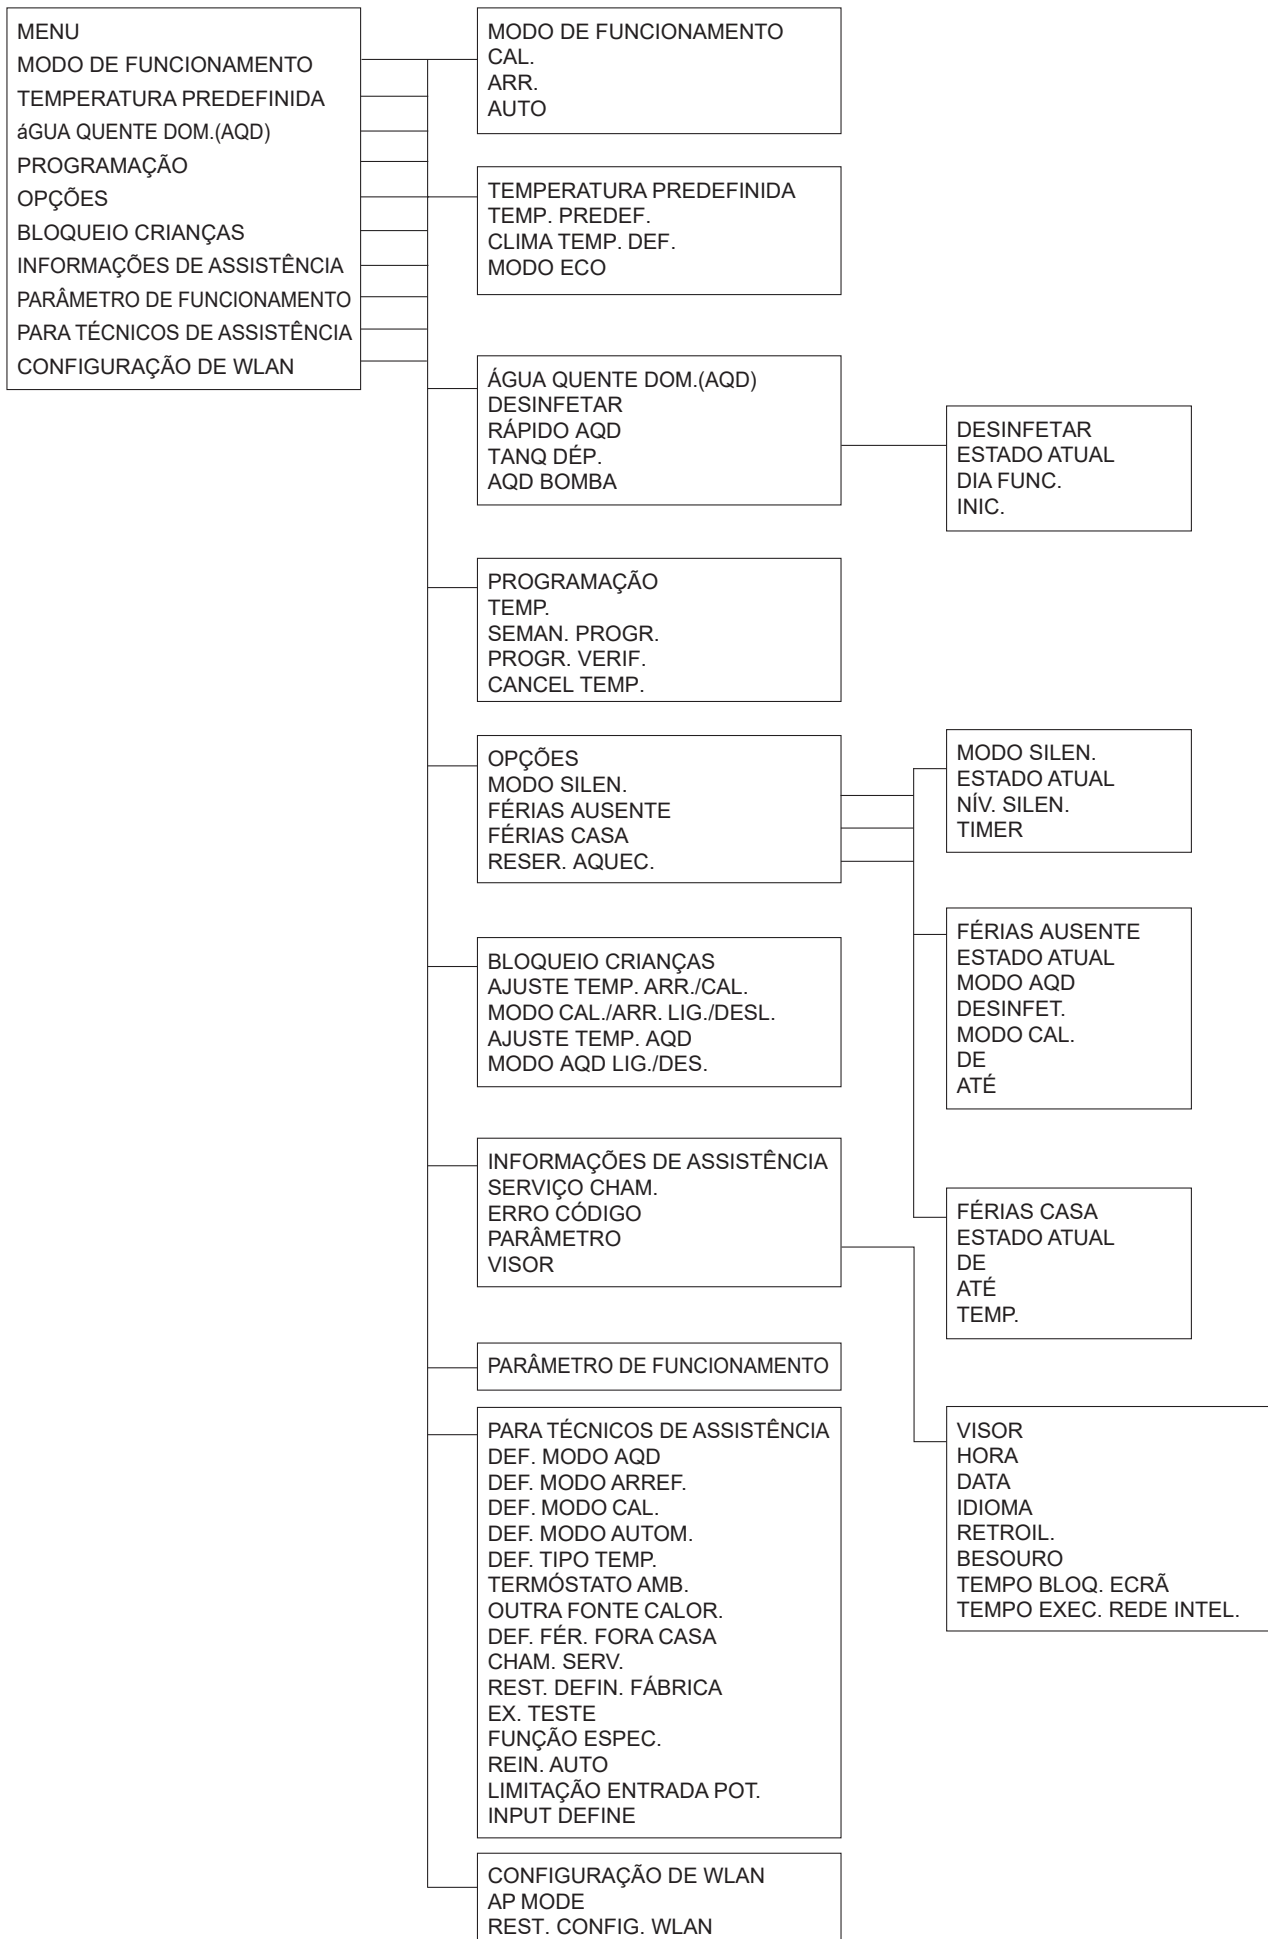 MENU
MODO DE FUNCIONAMENTO
TEMPERATURA PREDEFINIDA
áGUA QUENTE DOM.(AQD)
PROGRAMAÇÃO
OPÇÕES
BLOQUEIO CRIANÇAS
INFORMAÇÕES DE ASSISTÊNCIA
PARÂMETRO DE FUNCIONAMENTO
PARA TÉCNICOS DE ASSISTÊNCIA
CONFIGURAÇÃO DE WLAN
MODO DE FUNCIONAMENTO
CAL.
ARR.
AUTO
TEMPERATURA PREDEFINIDA
TEMP. PREDEF.
CLIMA TEMP. DEF.
MODO ECO
ÁGUA QUENTE DOM.(AQD)
DESINFETAR
RÁPIDO AQD
TANQ DÉP.
AQD BOMBA
DESINFETAR
ESTADO ATUAL
DIA FUNC.
INIC.
PROGRAMAÇÃO
TEMP.
SEMAN. PROGR.
PROGR. VERIF.
CANCEL TEMP.
OPÇÕES
MODO SILEN.
FÉRIAS AUSENTE
FÉRIAS CASA
RESER. AQUEC.
MODO SILEN.
ESTADO ATUAL
NÍV. SILEN.
TIMER
FÉRIAS AUSENTE
ESTADO ATUAL
MODO AQD
DESINFET.
MODO CAL.
DE
ATÉ
FÉRIAS CASA
ESTADO ATUAL
DE
ATÉ
TEMP.
BLOQUEIO CRIANÇAS
AJUSTE TEMP. ARR./CAL.
MODO CAL./ARR. LIG./DESL.
AJUSTE TEMP. AQD
MODO AQD LIG./DES.
INFORMAÇÕES DE ASSISTÊNCIA
SERVIÇO CHAM.
ERRO CÓDIGO
PARÂMETRO
VISOR
VISOR
HORA
DATA
IDIOMA
RETROIL.
BESOURO
TEMPO BLOQ. ECRÃ
TEMPO EXEC. REDE INTEL.
PARÂMETRO DE FUNCIONAMENTO
PARA TÉCNICOS DE ASSISTÊNCIA
DEF. MODO AQD
DEF. MODO ARREF.
DEF. MODO CAL.
DEF. MODO AUTOM.
DEF. TIPO TEMP.
TERMÓSTATO AMB.
OUTRA FONTE CALOR.
DEF. FÉR. FORA CASA
CHAM. SERV.
REST. DEFIN. FÁBRICA
EX. TESTE
FUNÇÃO ESPEC.
REIN. AUTO
LIMITAÇÃO ENTRADA POT.
INPUT DEFINE
CONFIGURAÇÃO DE WLAN
AP MODE
REST. CONFIG. WLAN